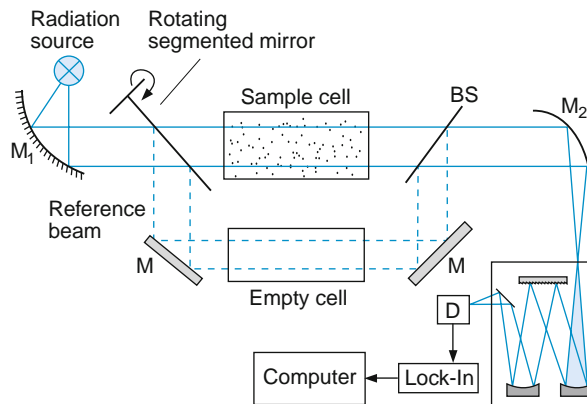 Radiation
source
Rotating
segmented mirror
Sample cell
BS
M2
M1
Reference
beam
M
M
Empty cell
D
Computer
Lock-In